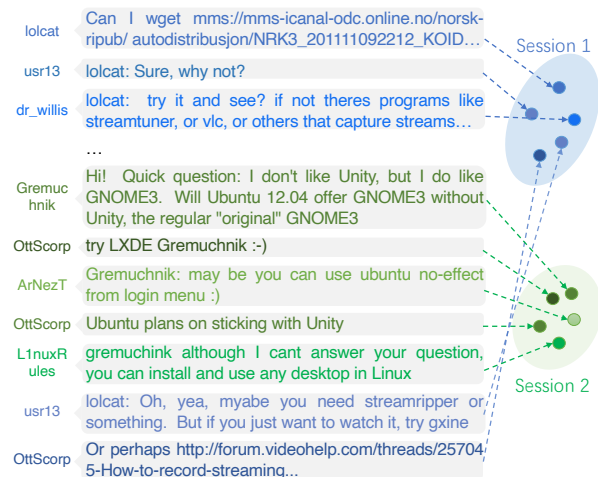 lolcat
Can I wget mms://mms-icanal-odc.online.no/norsk-
ripub/ autodistribusjon/NRK3_201111092212_KOID…
Session 1
usr13
lolcat: Sure, why not?
dr_willis
lolcat: try it and see? if not theres programs like
streamtuner, or vlc, or others that capture streams…
…
Gremuc
hnik
Hi! Quick question: I don't like Unity, but I do like
GNOME3. Will Ubuntu 12.04 offer GNOME3 without
Unity, the regular "original" GNOME3
OttScorp
try LXDE Gremuchnik :-)
ArNezT
Gremuchnik: may be you can use ubuntu no-effect
from login menu :)
OttScorp
Ubuntu plans on sticking with Unity
L1nuxR
ules
gremuchink although I cant answer your question,
you can install and use any desktop in Linux
Session 2
usr13
lolcat: Oh, yea, myabe you need streamripper or
something. But if you just want to watch it, try gxine
OttScorp
Or perhaps http://forum.videohelp.com/threads/25704
5-How-to-record-streaming...